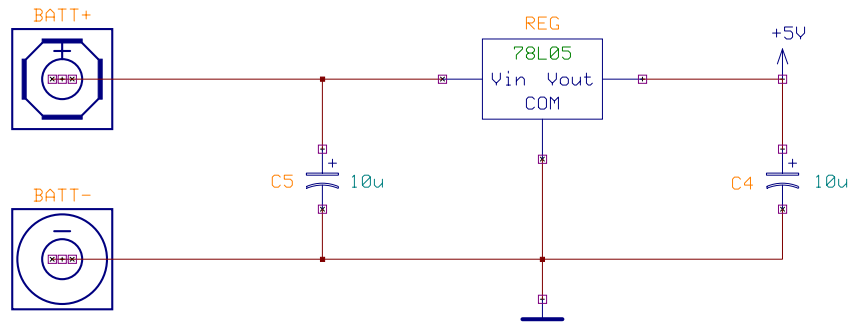 BATT+
REG
+5V
78L05
Vin Vout
COM
+
C5 10u
+
C4 10u
BATT-